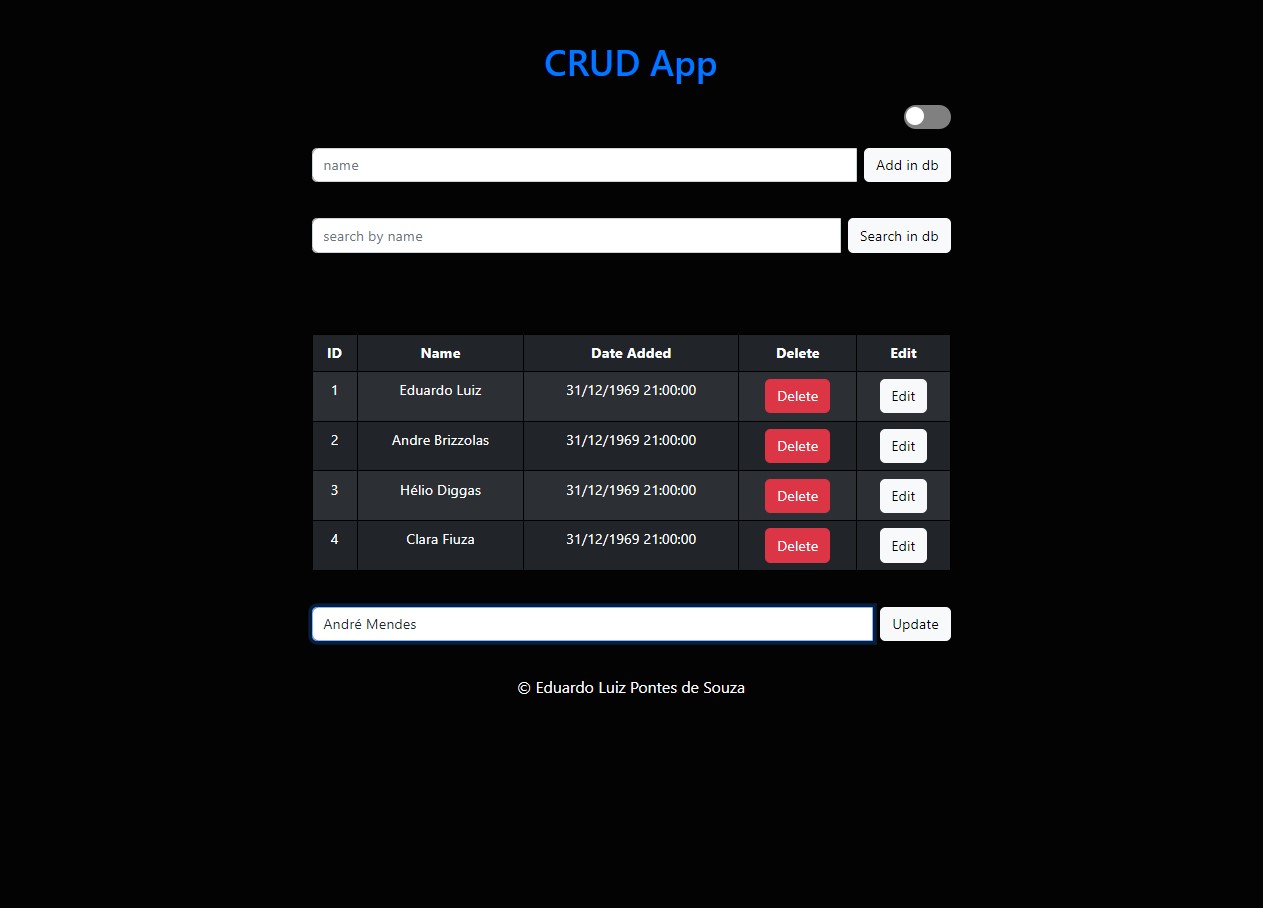 CRUD App
name Add in db
search by name Search in db
ID Name Date Added Delete Edit
1 Eduardo Luiz 31/12/1969 21:00:00 Delete Edit
2 Andre Brizzolas 31/12/1969 21:00:00 Delete Edit
3 Hélio Diggas 31/12/1969 21:00:00 Delete Edit
4 Clara Fiuza 31/12/1969 21:00:00 Delete Edit
André Mendes Update
© Eduardo Luiz Pontes de Souza